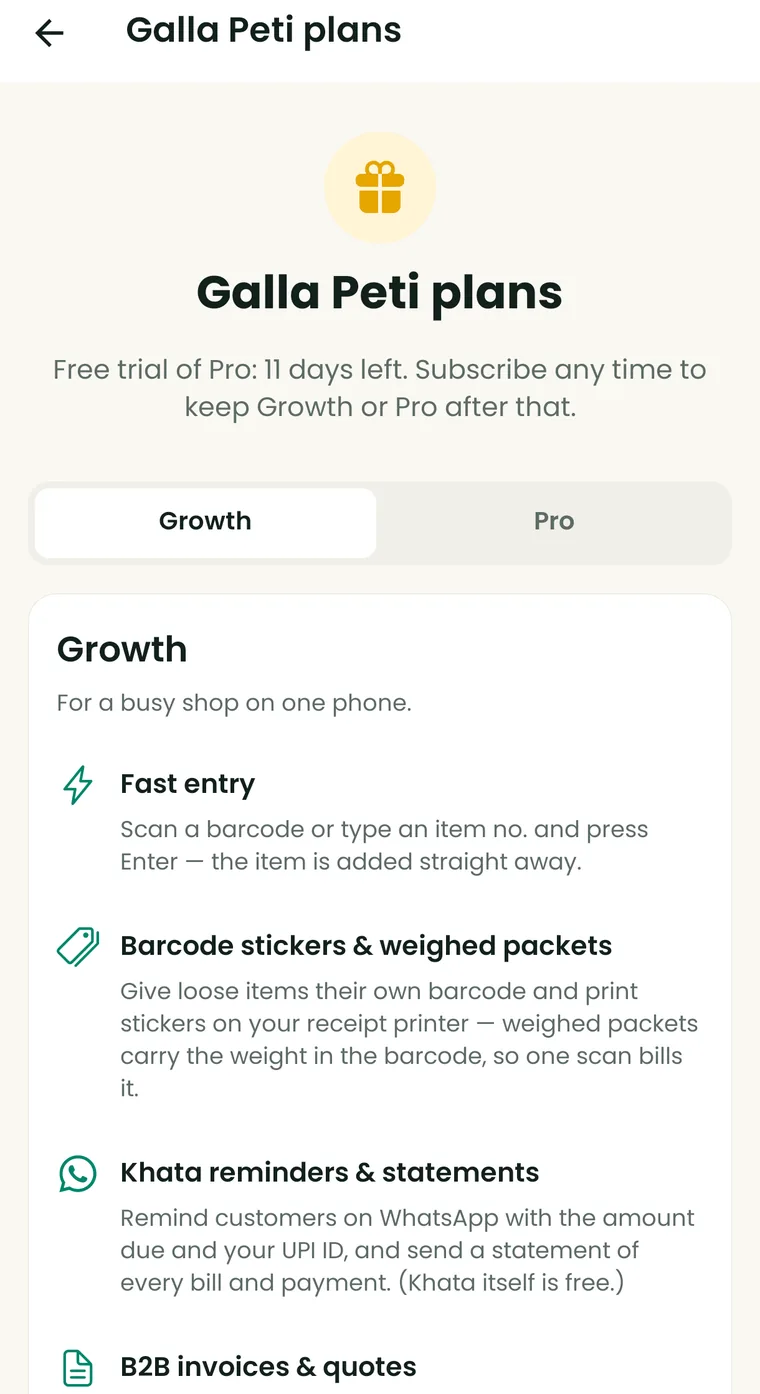 Galla Peti plans
Galla Peti plans
Free trial of Pro: 11 days left. Subscribe any time to
keep Growth or Pro after that.
Growth
Pro
Growth
For a busy shop on one phone.
Fast entry
Scan a barcode or type an item no. and press
Enter — the item is added straight away.
Barcode stickers & weighed packets
Give loose items their own barcode and print
stickers on your receipt printer — weighed packets
carry the weight in the barcode, so one scan bills
it.
Khata reminders & statements
Remind customers on WhatsApp with the amount
due and your UPI ID, and send a statement of
every bill and payment. (Khata itself is free.)
B2B invoices & quotes